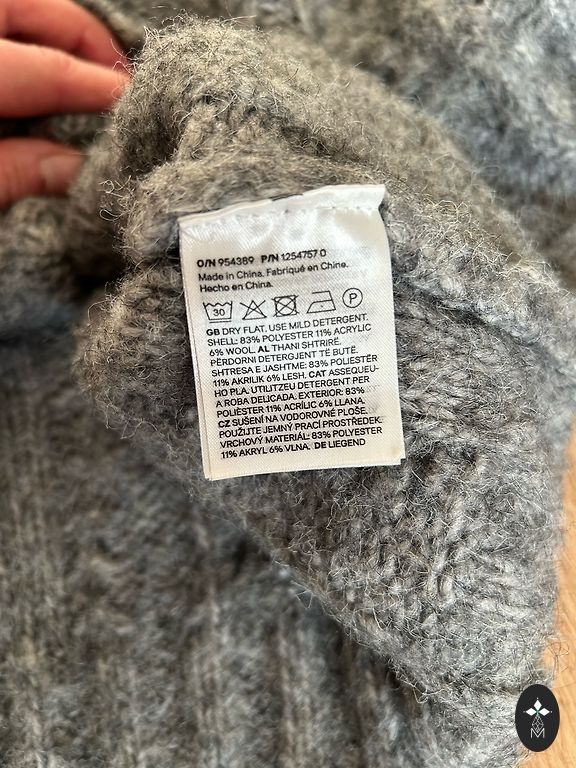 O/N 954389 P/N 1254757 0
Made in China. Fabriqué en Chine.
Hecho en China.
30 P
GB DRY FLAT, USE MILD DETERGENT.
SHELL: 83% POLYESTER 11% ACRYLIC
6% WOOL. AL THANI SHTRIRË.
PËRDORNI DETERGJENT TË BUTË.
SHTRESA E JASHTME: 83% POLIESTËR
11% AKRILIK 6% LESH. CAT ASSEQUEU-
HO PLA. UTILITZEU DETERGENT PER
A ROBA DELICADA. EXTERIOR: 83%
POLIÈSTER 11% ACRÍLIC 6% LLANA.
CZ SUŠENÍ NA VODOROVNÉ PLOŠE.
POUŽIJTE JEMNÝ PRACÍ PROSTŘEDEK.
VRCHOVÝ MATERIÁL: 83% POLYESTER
11% AKRYL 6% VLNA. DE LIEGEND
M